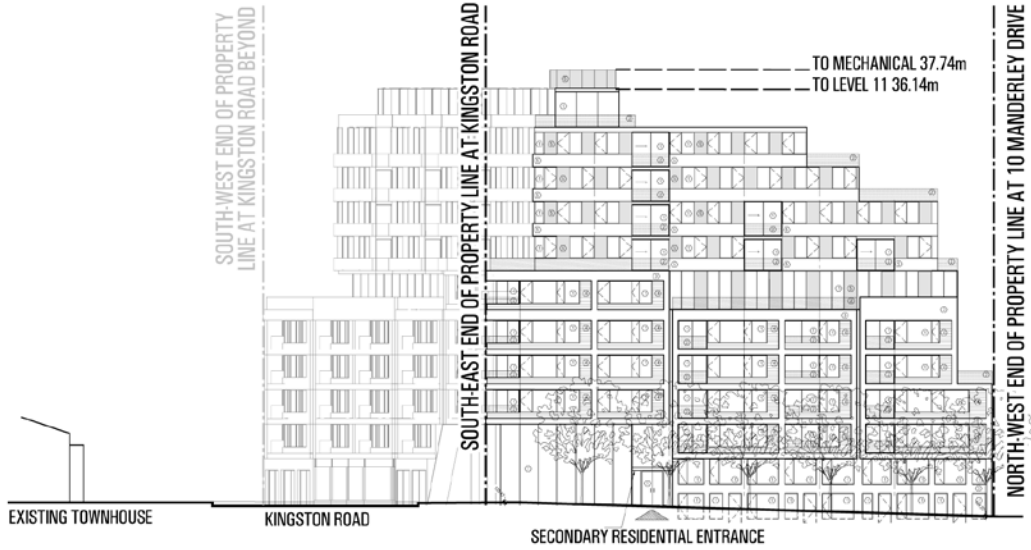 SOUTH-WEST END OF PROPERTY
LINE AT KINGSTON ROAD BEYOND
SOUTH-EAST END OF PROPERTY LINE AT KINGSTON ROAD
TO MECHANICAL 37.74m
TO LEVEL 11 36.14m
NORTH-WEST END OF PROPERTY LINE AT 10 MANDERLEY DRIVE
EXISTING TOWNHOUSE
KINGSTON ROAD
SECONDARY RESIDENTIAL ENTRANCE